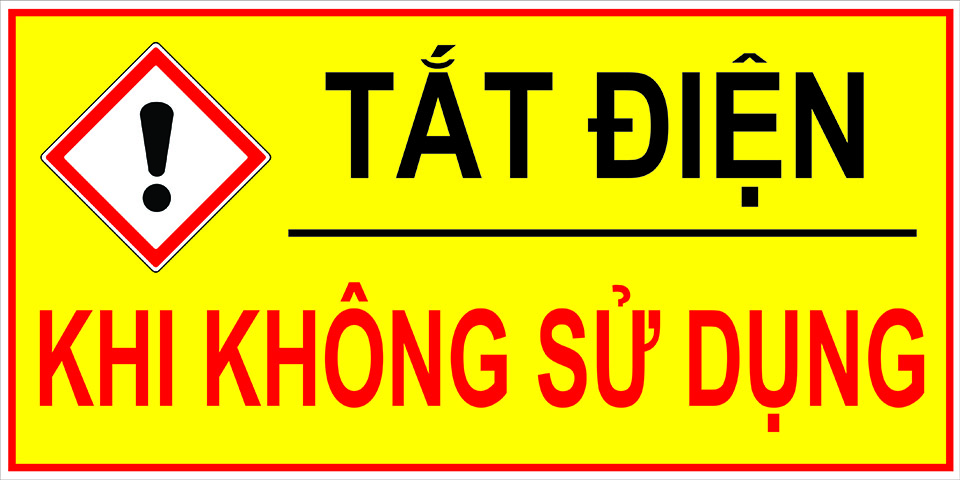 TẮT ĐIỆN
KHI KHÔNG SỬ DỤNG